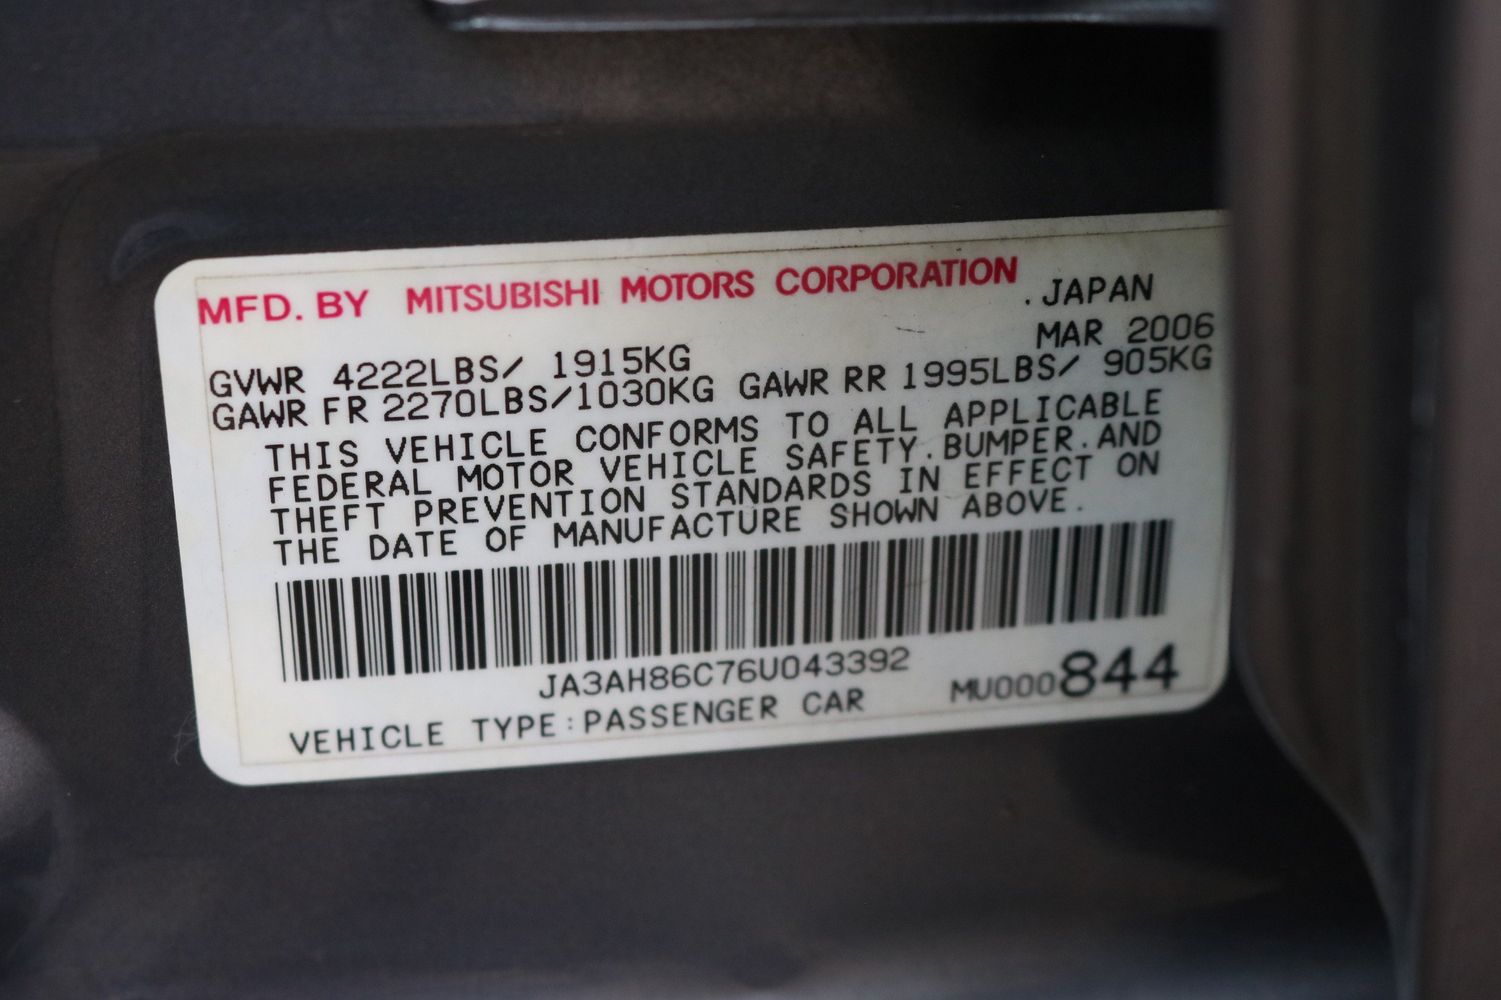 MFD. BY MITSUBISHI MOTORS CORPORATION
.JAPAN
MAR 2006
GVWR 4222LBS/ 1915KG
GAWR FR 2270LBS/1030KG GAWR RR 1995LBS/ 905KG
THIS VEHICLE CONFORMS TO ALL APPLICABLE
FEDERAL MOTOR VEHICLE SAFETY.BUMPER.AND
THEFT PREVENTION STANDARDS IN EFFECT ON
THE DATE OF MANUFACTURE SHOWN ABOVE.
JA3AH86C76U043392
MU000844
VEHICLE TYPE:PASSENGER CAR